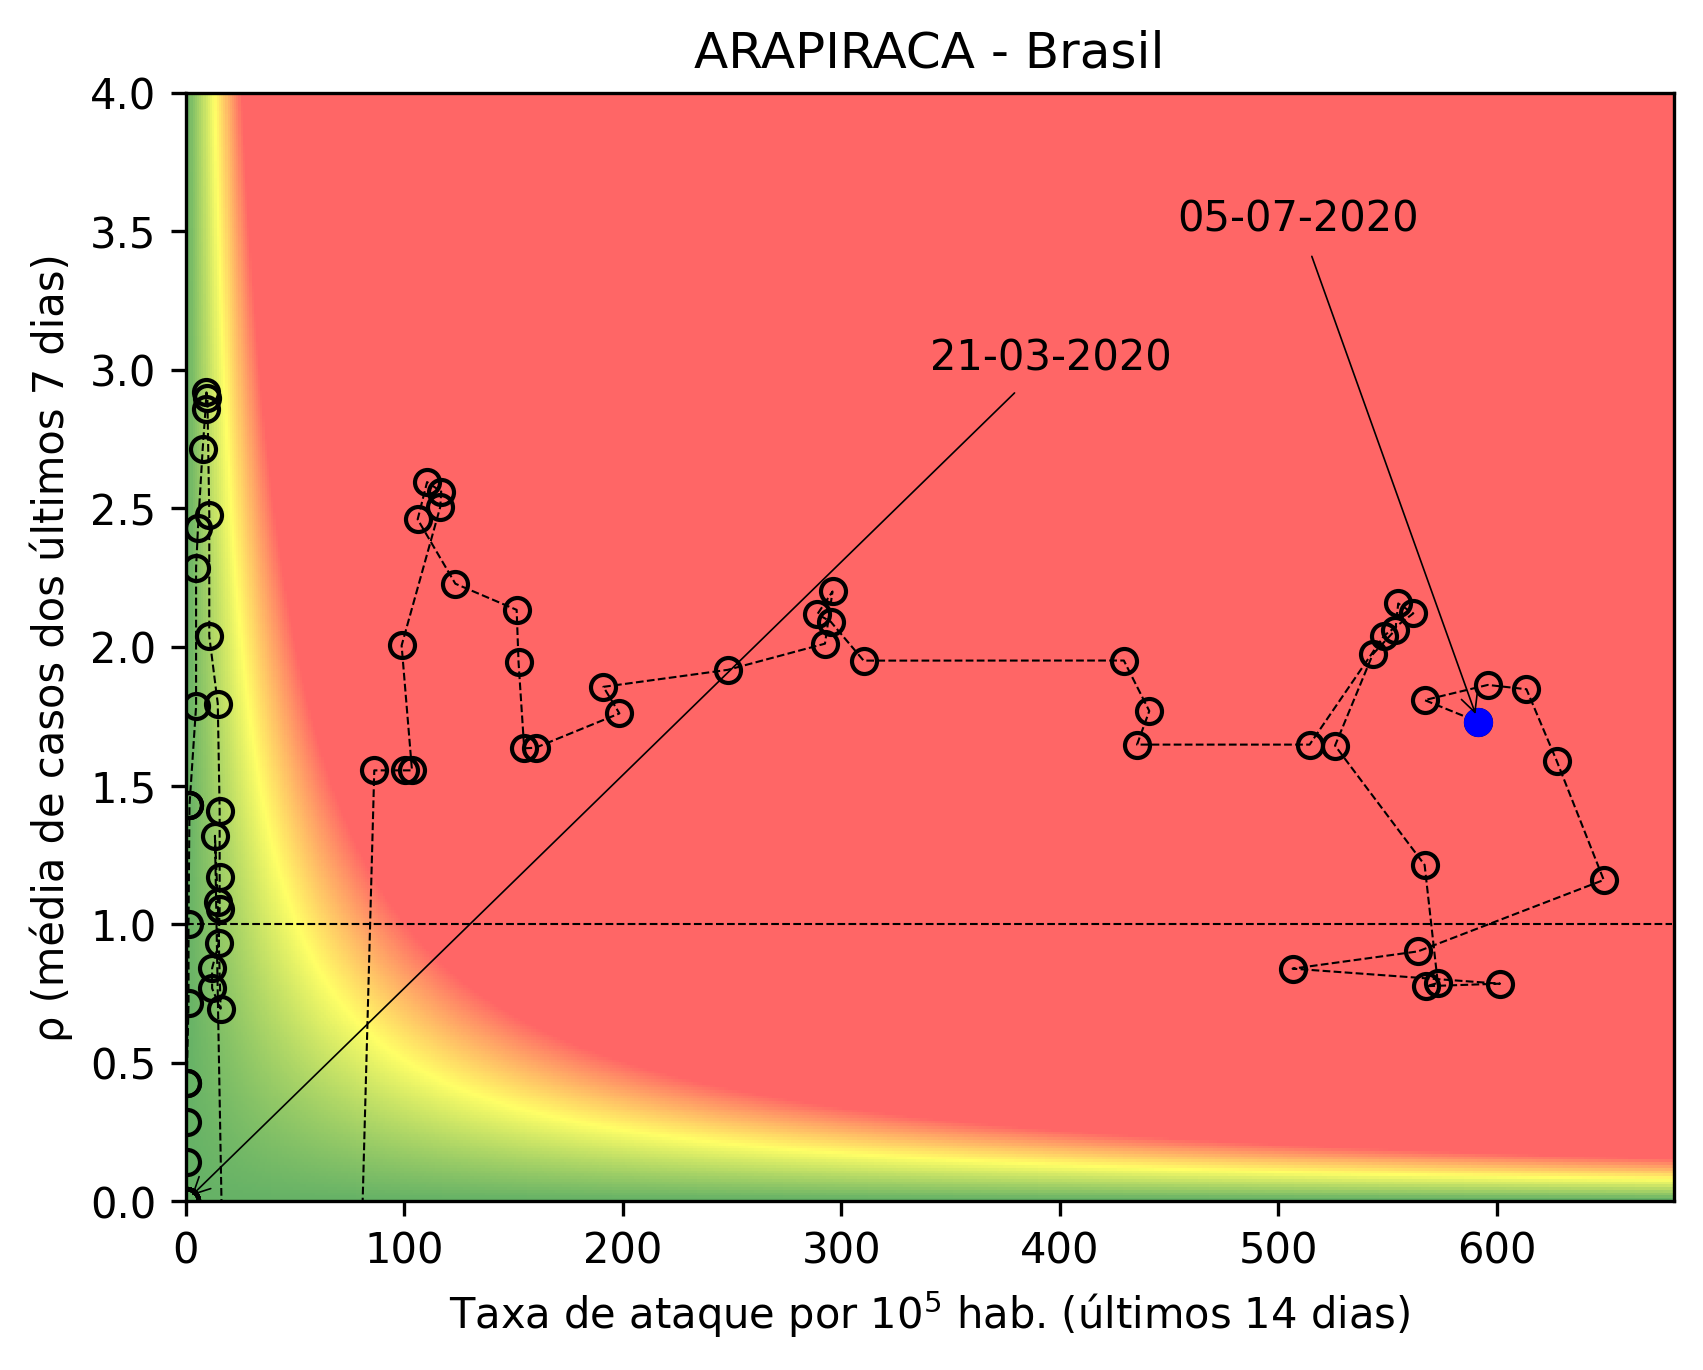 ARAPIRACA - Brasil
4.0
3.5
3.0
2.5
2.0
1.5
1.0
0.5
0.0
ρ (média de casos dos últimos 7 dias)
05-07-2020
21-03-2020
0 100 200 300 400 500 600
Taxa de ataque por 10⁵ hab. (últimos 14 dias)